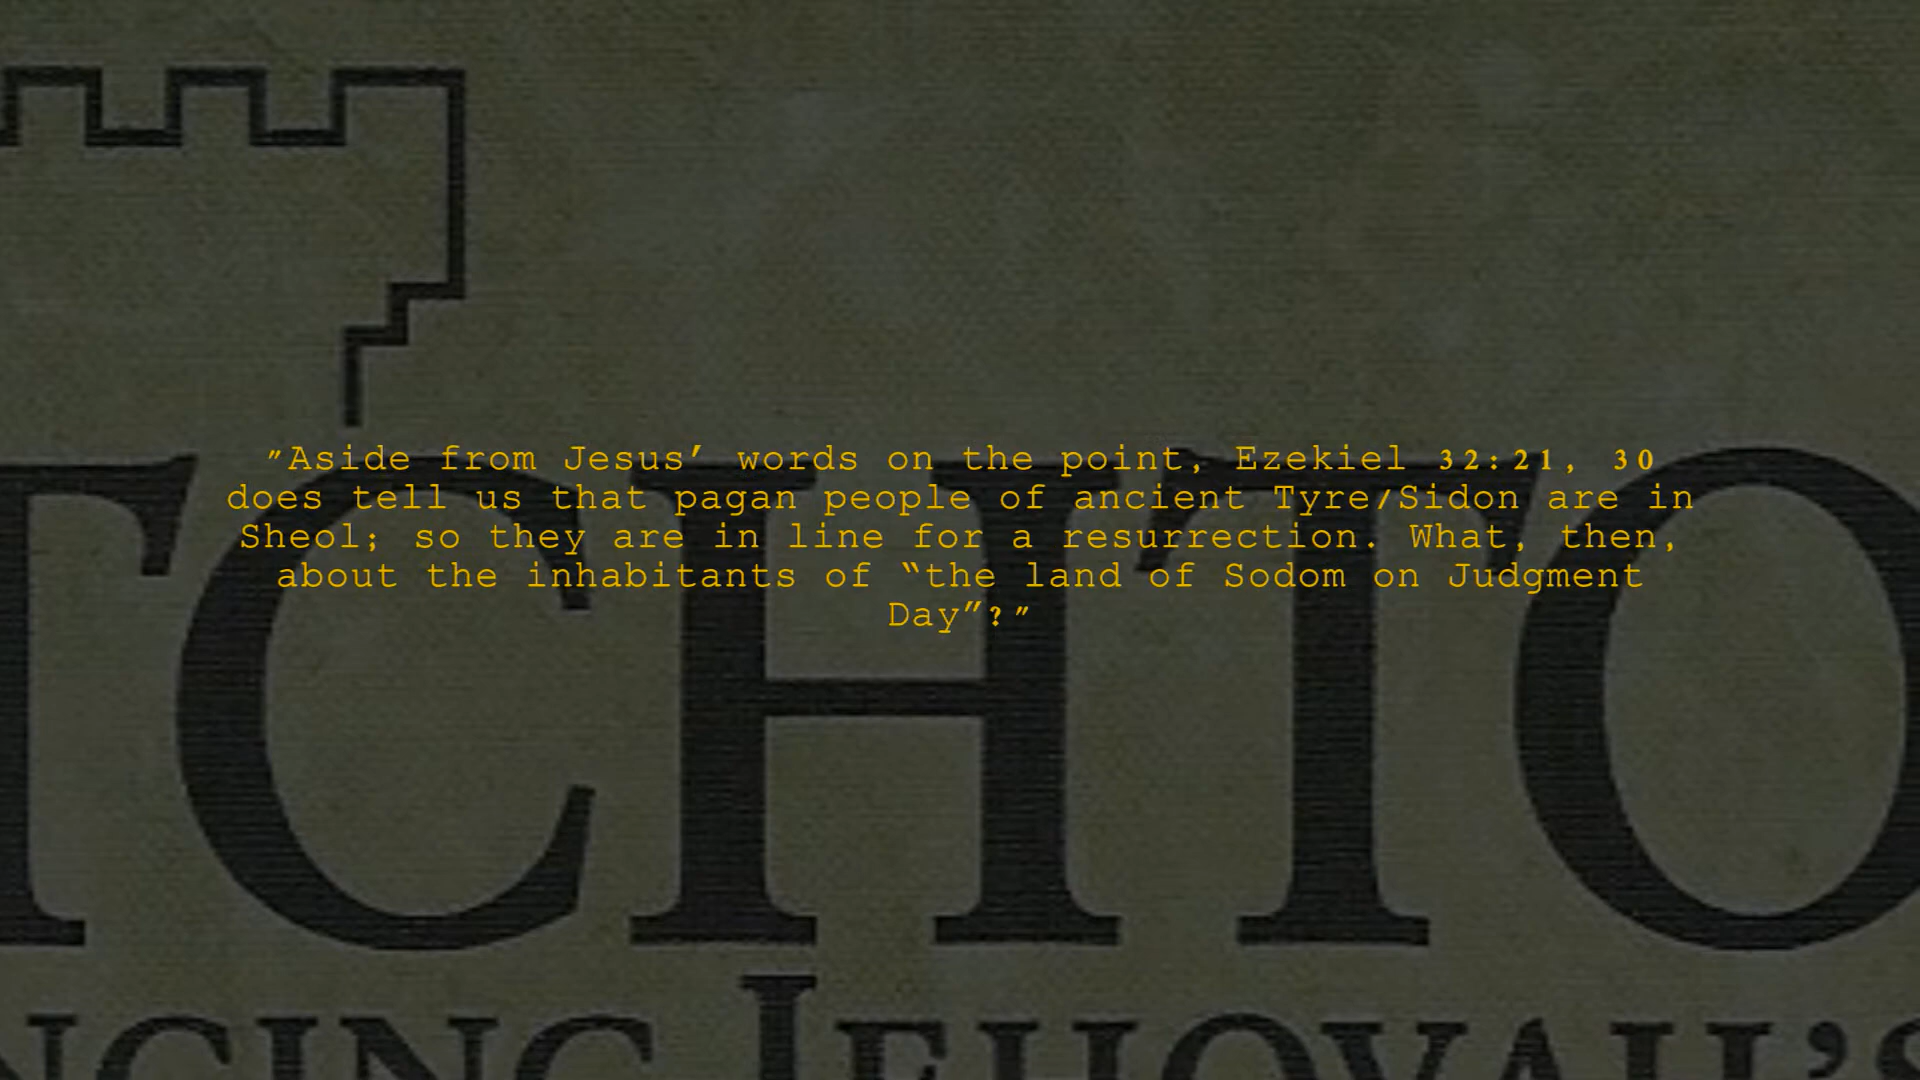 "Aside from Jesus’ words on the point, Ezekiel 32:21, 30
does tell us that pagan people of ancient Tyre/Sidon are in
Sheol; so they are in line for a resurrection. What, then,
about the inhabitants of “the land of Sodom on Judgment
Day”?"
TCHTO
NCING JEHOVAH'S